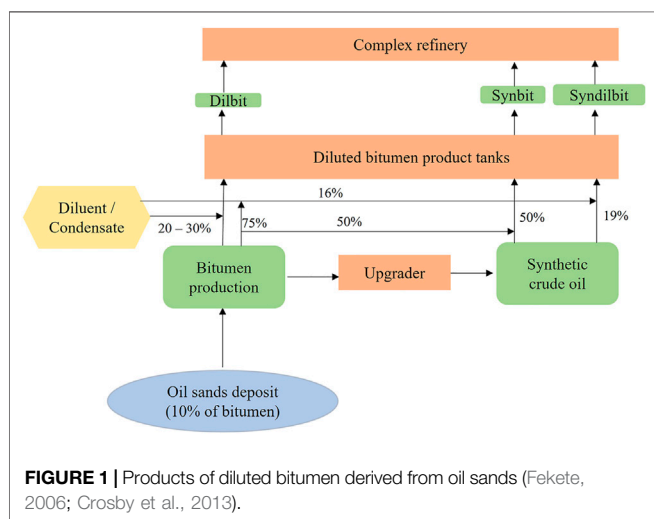 Complex refinery
Dilbit
Synbit
Syndilbit
Diluted bitumen product tanks
Diluent /
Condensate
16%
20 – 30%
75%
50%
50%
19%
Bitumen
production
Upgrader
Synthetic
crude oil
Oil sands deposit
(10% of bitumen)
FIGURE 1 | Products of diluted bitumen derived from oil sands (Fekete,
2006; Crosby et al., 2013).